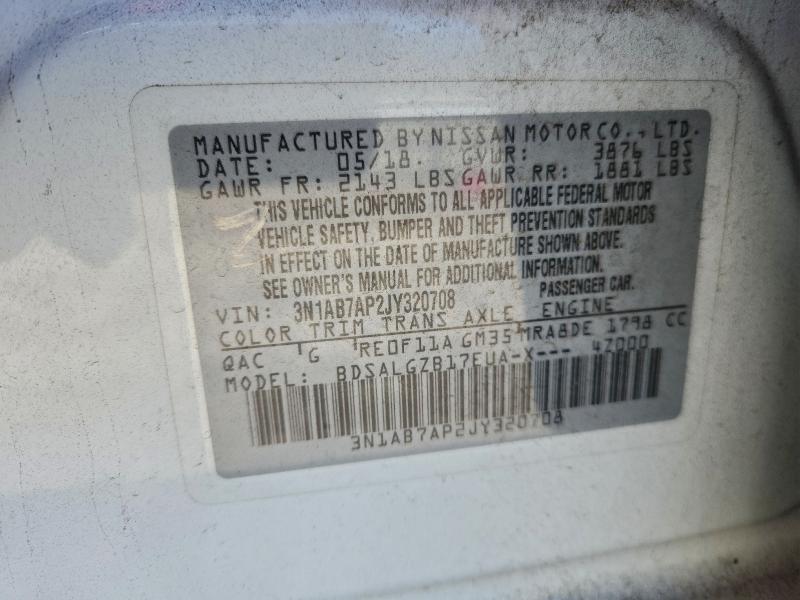 MANUFACTURED BY NISSAN MOTOR CO., LTD.
DATE: 05/18 GVWR: 3876 LBS
GAWR FR: 2143 LBS GAWR RR: 1881 LBS
THIS VEHICLE CONFORMS TO ALL APPLICABLE FEDERAL MOTOR
VEHICLE SAFETY, BUMPER AND THEFT PREVENTION STANDARDS
IN EFFECT ON THE DATE OF MANUFACTURE SHOWN ABOVE.
SEE OWNER'S MANUAL FOR ADDITIONAL INFORMATION.
VIN: 3N1AB7AP2JY320708 PASSENGER CAR.
COLOR TRIM TRANS AXLE ENGINE
QAC G RE0F11A GM35 MRA8DE 1798 CC
MODEL: BDSALGZB17EUA-X--- 4Z000
3N1AB7AP2JY320708